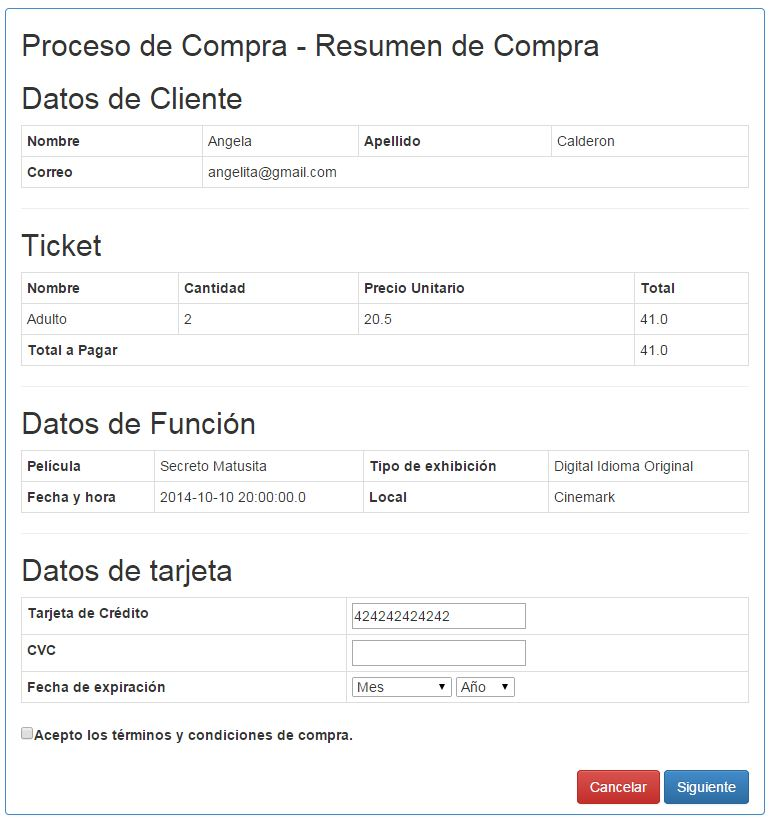 Proceso de Compra - Resumen de Compra
Datos de Cliente
Nombre Angela Apellido Calderon
Correo angelita@gmail.com
Ticket
Nombre Cantidad Precio Unitario Total
Adulto 2 20.5 41.0
Total a Pagar 41.0
Datos de Función
Película Secreto Matusita Tipo de exhibición Digital Idioma Original
Fecha y hora 2014-10-10 20:00:00.0 Local Cinemark
Datos de tarjeta
Tarjeta de Crédito 424242424242
CVC
Fecha de expiración Mes Año
Acepto los términos y condiciones de compra.
Cancelar Siguiente